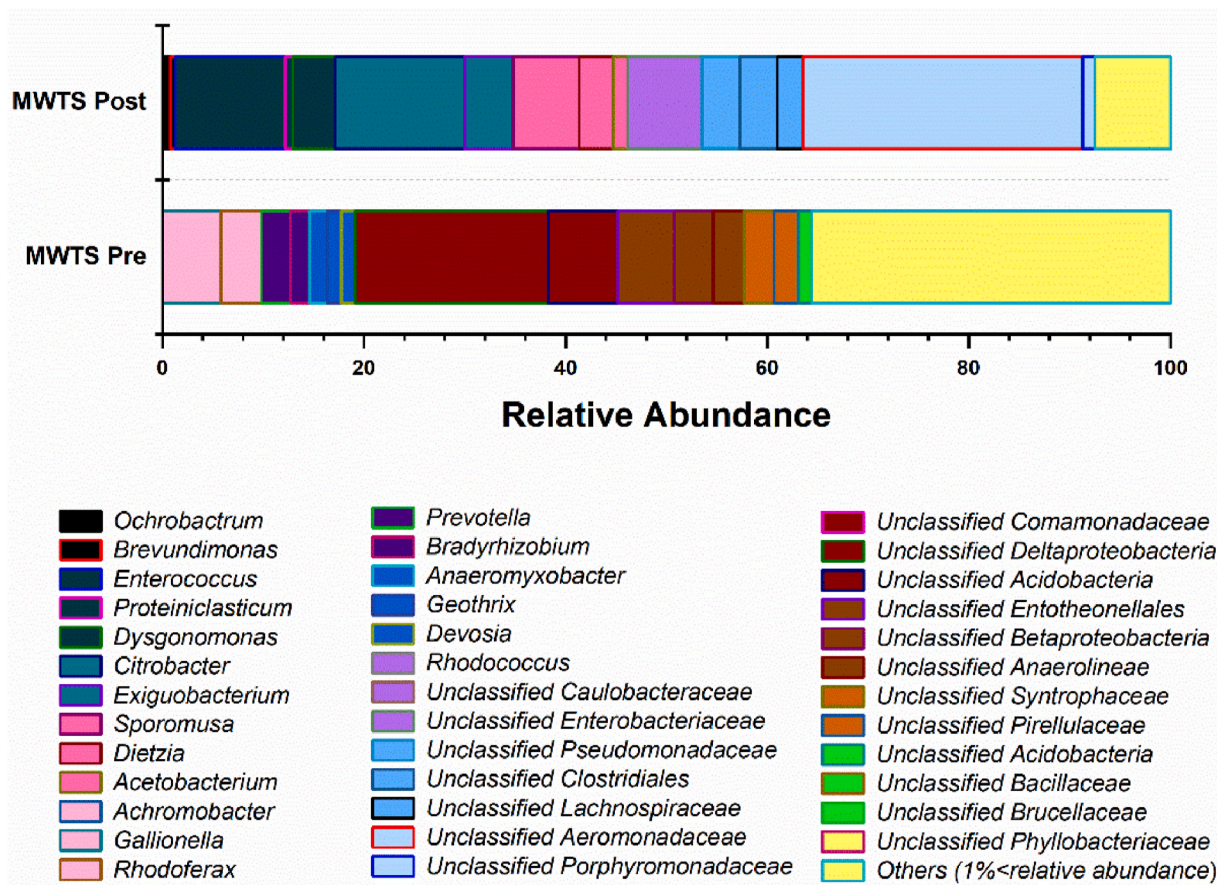 MWTS Post
MWTS Pre
0 20 40 60 80 100
Relative Abundance
Ochrobactrum
Brevundimonas
Enterococcus
Proteiniclasticum
Dysgonomonas
Citrobacter
Exiguobacterium
Sporomusa
Dietzia
Acetobacterium
Achromobacter
Gallionella
Rhodoferax
Prevotella
Bradyrhizobium
Anaeromyxobacter
Geothrix
Devosia
Rhodococcus
Unclassified Caulobacteraceae
Unclassified Enterobacteriaceae
Unclassified Pseudomonadaceae
Unclassified Clostridiales
Unclassified Lachnospiraceae
Unclassified Aeromonadaceae
Unclassified Porphyromonadaceae
Unclassified Comamonadaceae
Unclassified Deltaproteobacteria
Unclassified Acidobacteria
Unclassified Entotheonellales
Unclassified Betaproteobacteria
Unclassified Anaerolineae
Unclassified Syntrophaceae
Unclassified Pirellulaceae
Unclassified Acidobacteria
Unclassified Bacillaceae
Unclassified Brucellaceae
Unclassified Phyllobacteriaceae
Others (1%<relative abundance)